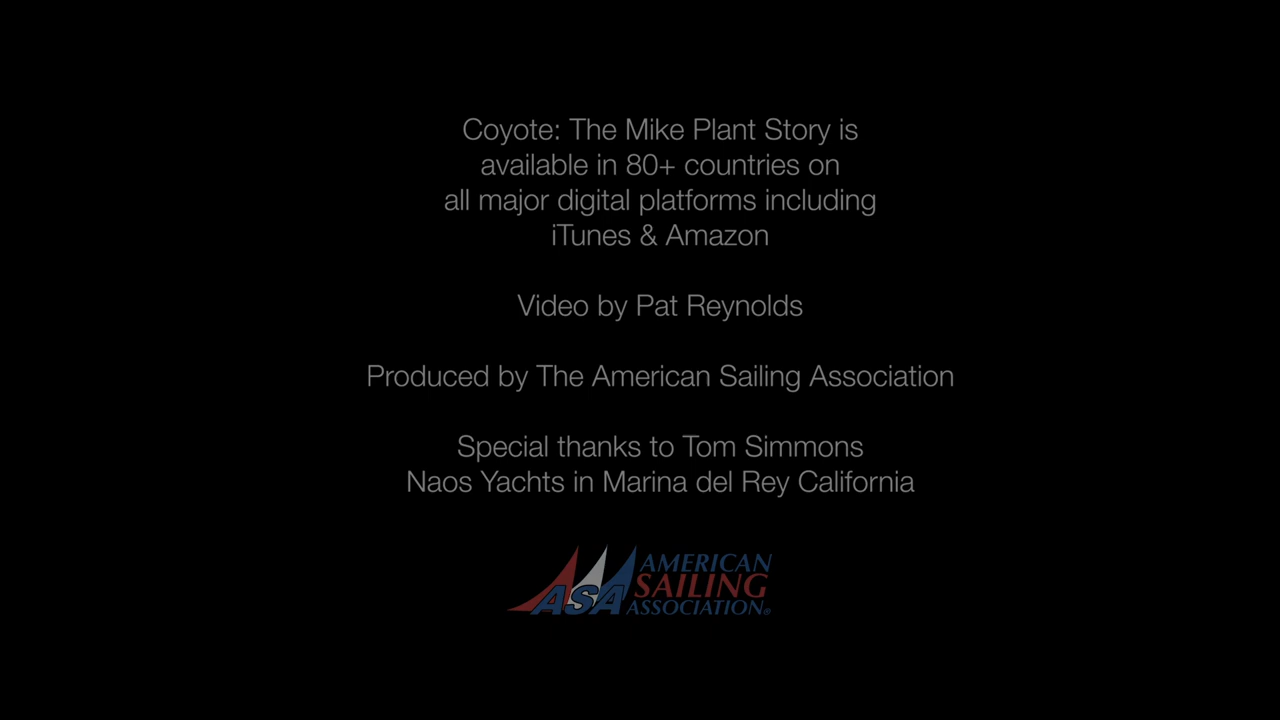 Coyote: The Mike Plant Story is
available in 80+ countries on
all major digital platforms including
iTunes & Amazon
Video by Pat Reynolds
Produced by The American Sailing Association
Special thanks to Tom Simmons
Naos Yachts in Marina del Rey California
ASA
AMERICAN
SAILING
ASSOCIATION®